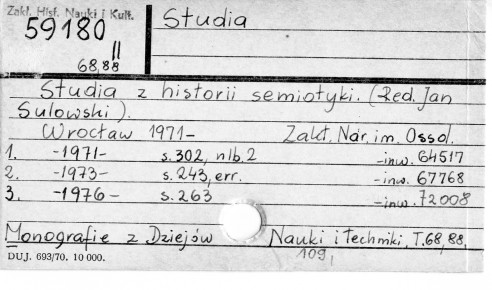 Zakł. Hist. Nauki i Kult.
59180
II
68,88
Studia
Studia z historii semiotyki. (Red. Jan
Sulowski).
Wrocław 1971- Zakł. Nar. im. Ossol.
1. -1971- s. 302, nlb. 2 -inw. 64517
2. -1973- s. 243, err. -inw. 67768
3. -1976- s. 263 -inw. 72008
Monografie z Dziejów Nauki i Techniki, T. 68, 88,
109,
DUJ. 693/70. 10 000.